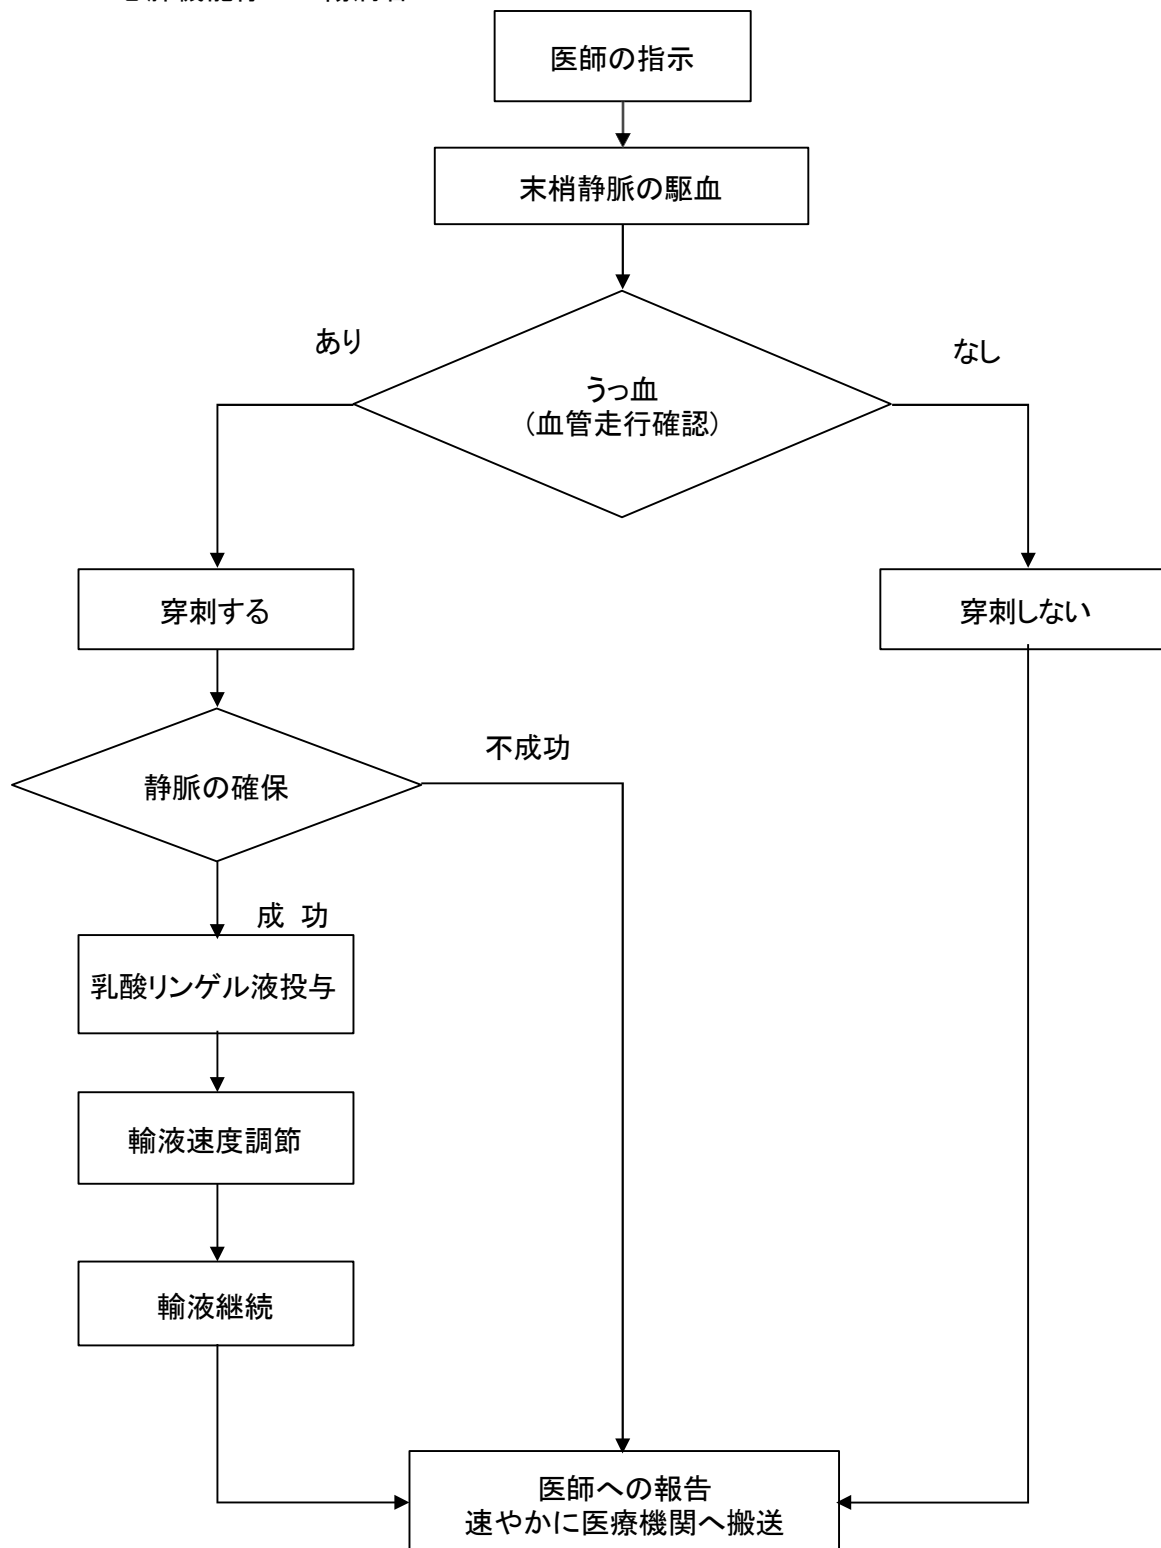 医師の指示
末梢静脈の駆血
あり
なし
うっ血
(血管走行確認)
穿刺する
穿刺しない
不成功
静脈の確保
成 功
乳酸リンゲル液投与
輸液速度調節
輸液継続
医師への報告
速やかに医療機関へ搬送